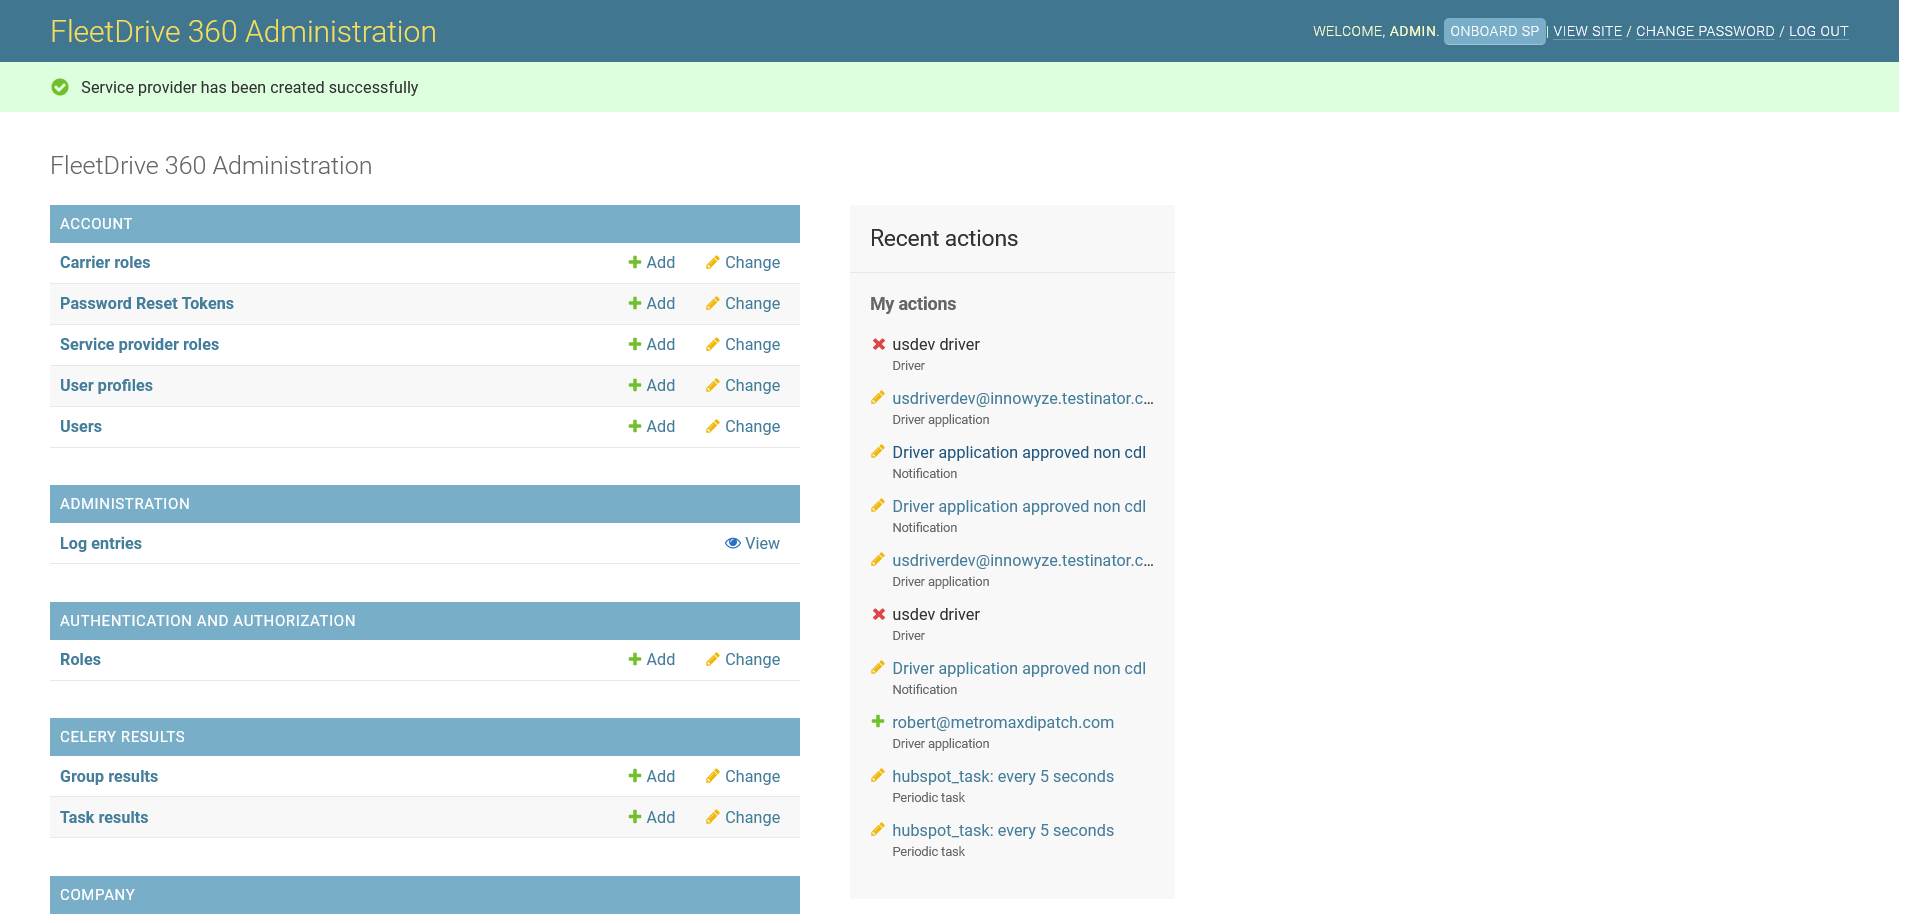 FleetDrive 360 Administration
WELCOME, ADMIN. ONBOARD SP | VIEW SITE / CHANGE PASSWORD / LOG OUT
Service provider has been created successfully
FleetDrive 360 Administration
ACCOUNT
Carrier roles Add Change
Password Reset Tokens Add Change
Service provider roles Add Change
User profiles Add Change
Users Add Change
ADMINISTRATION
Log entries View
AUTHENTICATION AND AUTHORIZATION
Roles Add Change
CELERY RESULTS
Group results Add Change
Task results Add Change
COMPANY
Recent actions
My actions
usdev driver
Driver
usdriverdev@innowyze.testinator.c...
Driver application
Driver application approved non cdl
Notification
Driver application approved non cdl
Notification
usdriverdev@innowyze.testinator.c...
Driver application
usdev driver
Driver
Driver application approved non cdl
Notification
robert@metromaxdipatch.com
Driver application
hubspot_task: every 5 seconds
Periodic task
hubspot_task: every 5 seconds
Periodic task